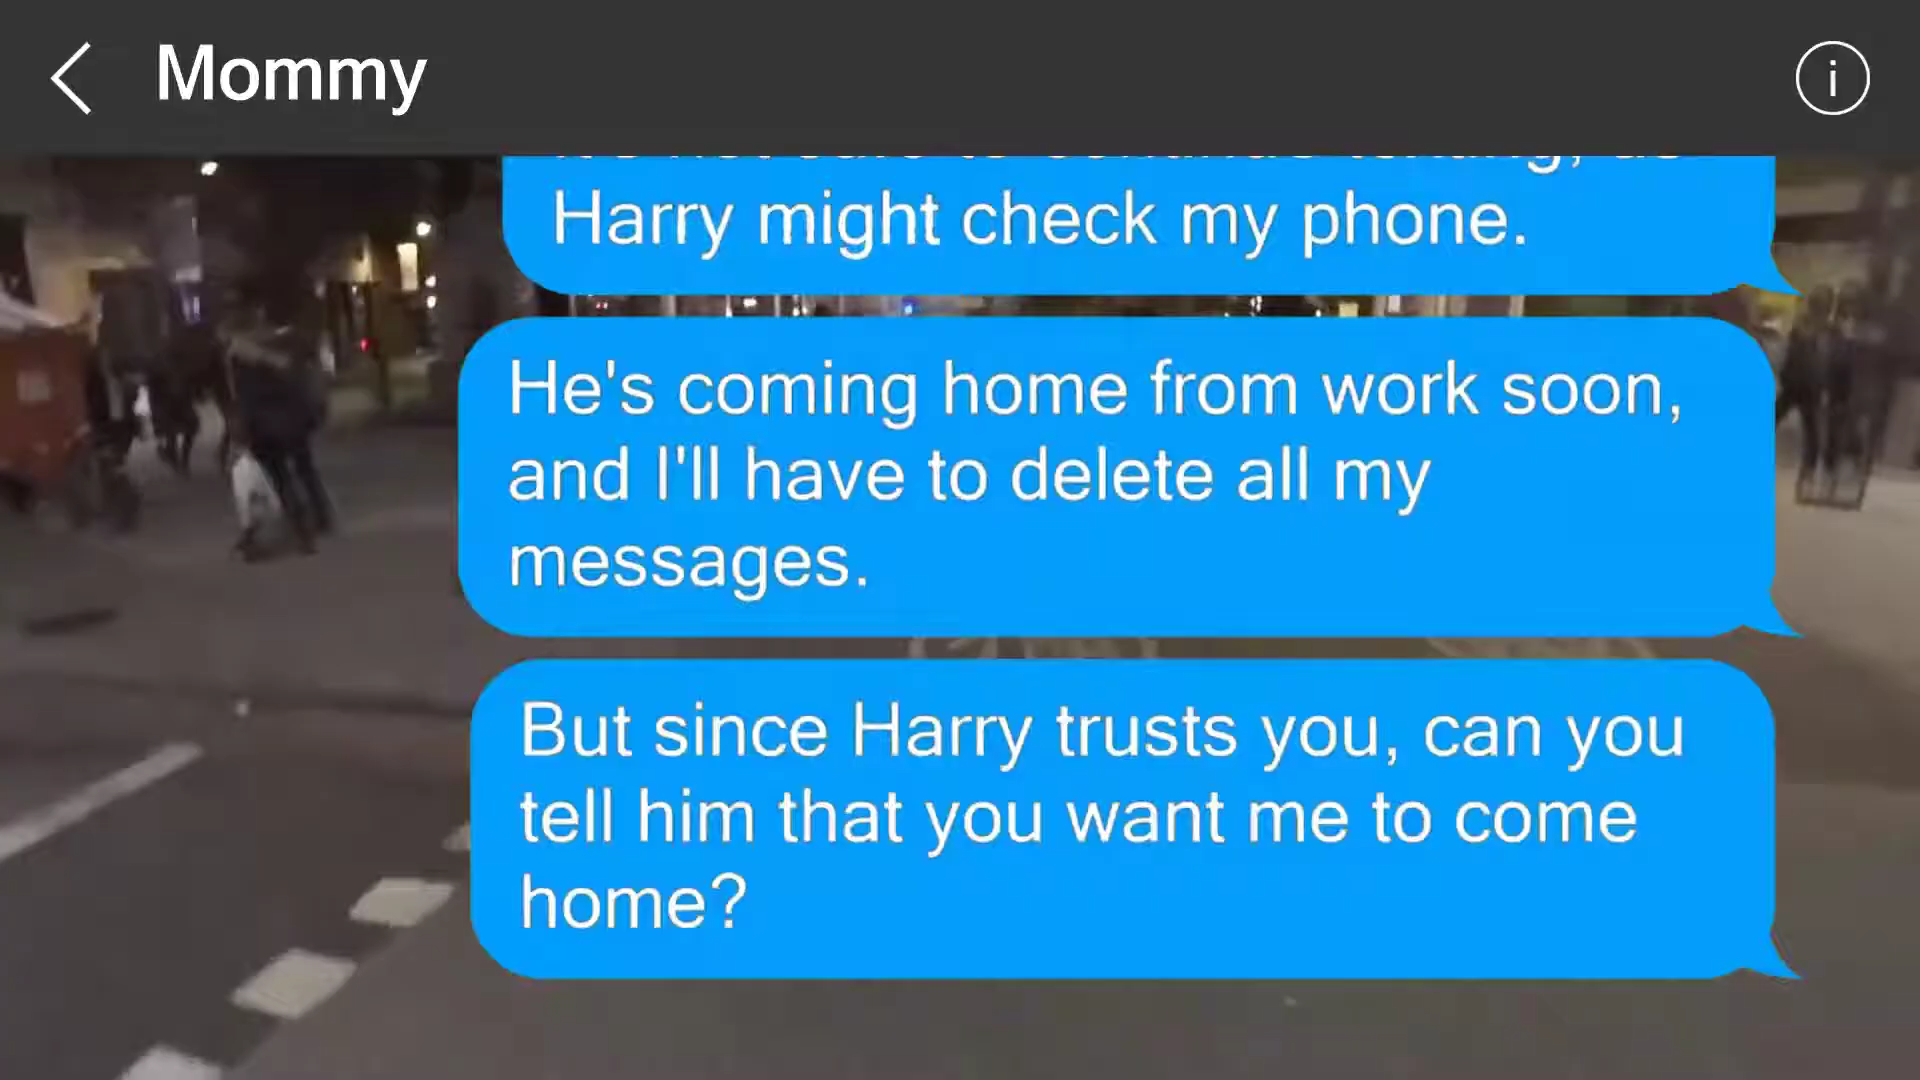 Mommy
Harry might check my phone.
He's coming home from work soon,
and I'll have to delete all my
messages.
But since Harry trusts you, can you
tell him that you want me to come
home?